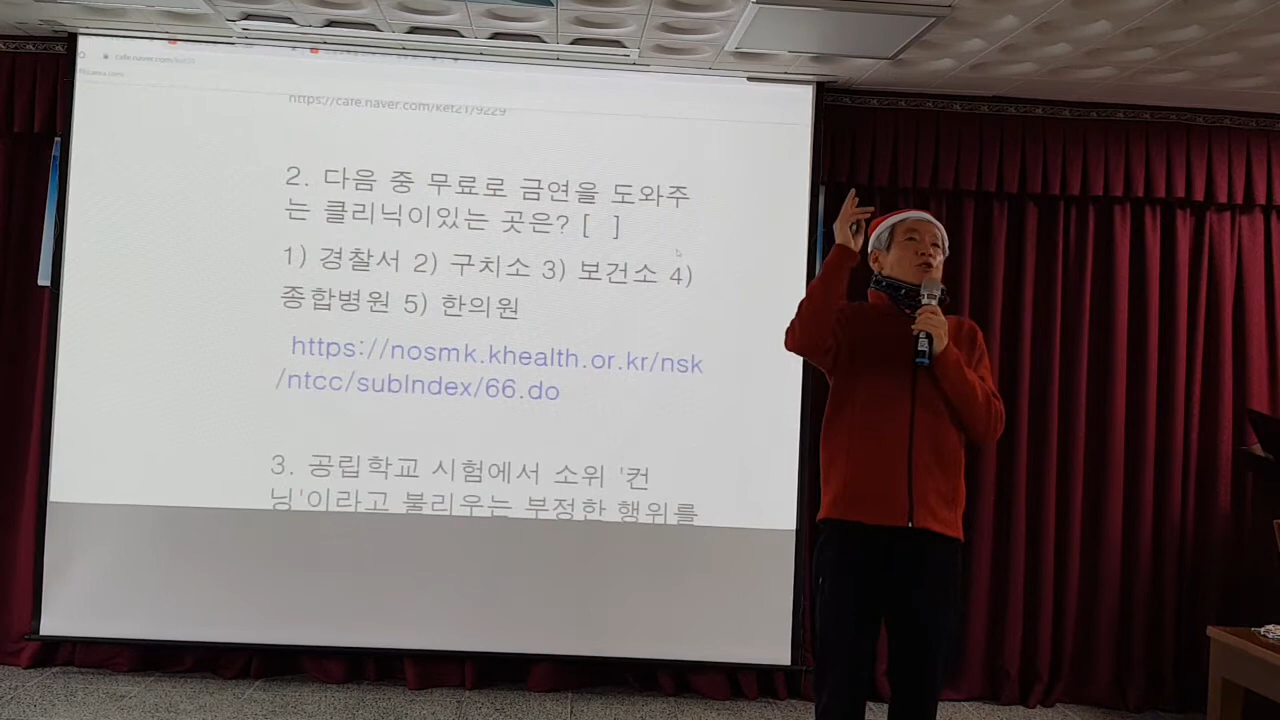 cafe.naver.com/ket21
https://cafe.naver.com/ket21/9229
2. 다음 중 무료로 금연을 도와주
는 클리닉이있는 곳은? [ ]
1) 경찰서 2) 구치소 3) 보건소 4)
종합병원 5) 한의원
https://nosmk.khealth.or.kr/nsk
/ntcc/subIndex/66.do
3. 공립학교 시험에서 소위 '컨
닝'이라고 불리우는 부정한 행위를